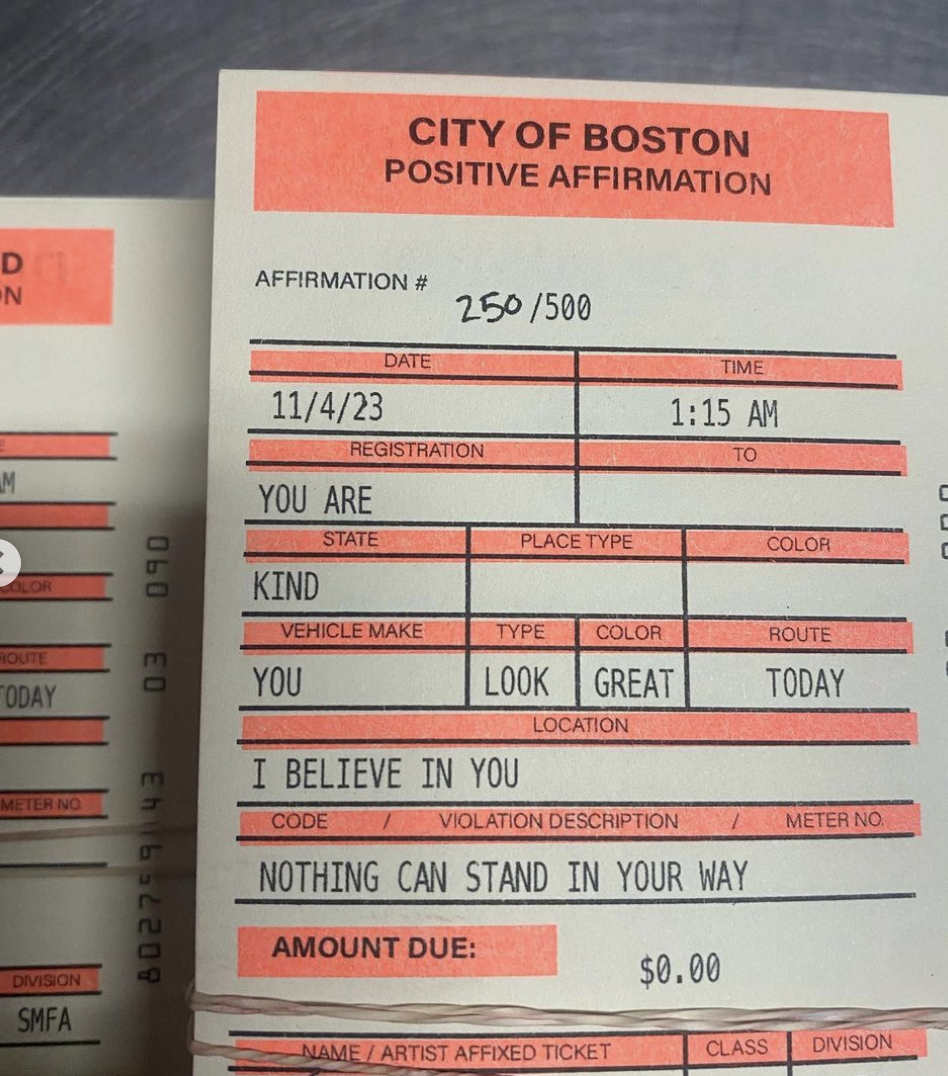 CITY OF BOSTON
POSITIVE AFFIRMATION
AFFIRMATION #
250/500
DATE TIME
11/4/23 1:15 AM
REGISTRATION TO
YOU ARE
STATE PLACE TYPE COLOR
KIND
VEHICLE MAKE TYPE COLOR ROUTE
YOU LOOK GREAT TODAY
LOCATION
I BELIEVE IN YOU
CODE / VIOLATION DESCRIPTION / METER NO.
NOTHING CAN STAND IN YOUR WAY
AMOUNT DUE: $0.00
NAME / ARTIST AFFIXED TICKET CLASS DIVISION
COLOR
ROUTE
TODAY
METER NO.
DIVISION
SMFA